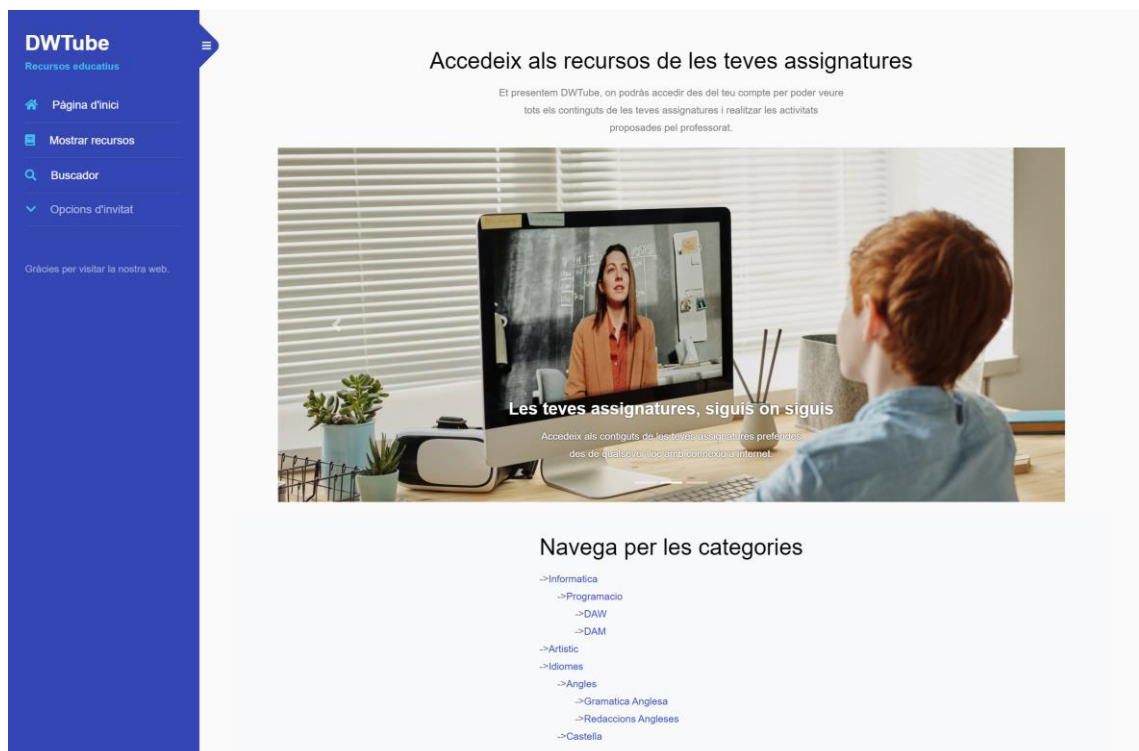 DWTube
Recursos educatius
Pàgina d'inici
Mostrar recursos
Buscador
Opcions d'invitat
Gràcies per visitar la nostra web.
Accedeix als recursos de les teves assignatures
Et presentem DWTube, on podràs accedir des del teu compte per poder veure
tots els continguts de les teves assignatures i realitzar les activitats
proposades pel professorat.
Les teves assignatures, siguis on siguis
Accedeix als contiguts de les teves assignatures preferides
des de qualsevol lloc amb connexió a internet.
Navega per les categories
->Informatica
->Programacio
->DAW
->DAM
->Artistic
->Idiomes
->Angles
->Gramatica Anglesa
->Redaccions Angleses
->Castella